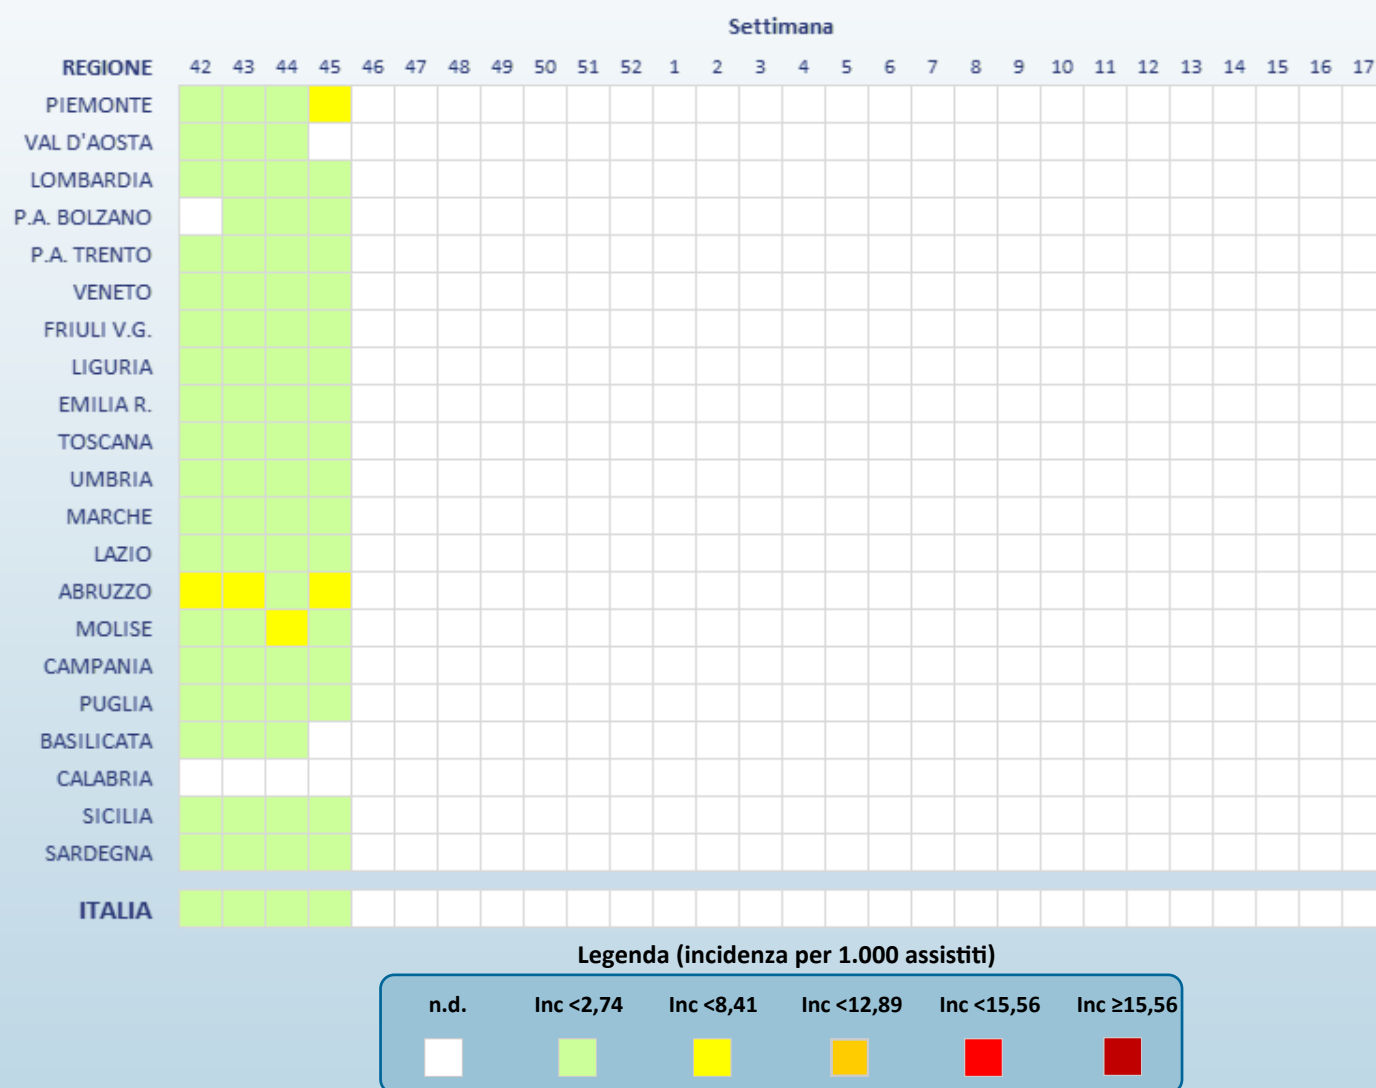 Settimana
REGIONE 42 43 44 45 46 47 48 49 50 51 52 1 2 3 4 5 6 7 8 9 10 11 12 13 14 15 16 17
PIEMONTE
VAL D'AOSTA
LOMBARDIA
P.A. BOLZANO
P.A. TRENTO
VENETO
FRIULI V.G.
LIGURIA
EMILIA R.
TOSCANA
UMBRIA
MARCHE
LAZIO
ABRUZZO
MOLISE
CAMPANIA
PUGLIA
BASILICATA
CALABRIA
SICILIA
SARDEGNA
ITALIA
Legenda (incidenza per 1.000 assistiti)
n.d. Inc <2,74 Inc <8,41 Inc <12,89 Inc <15,56 Inc ≥15,56